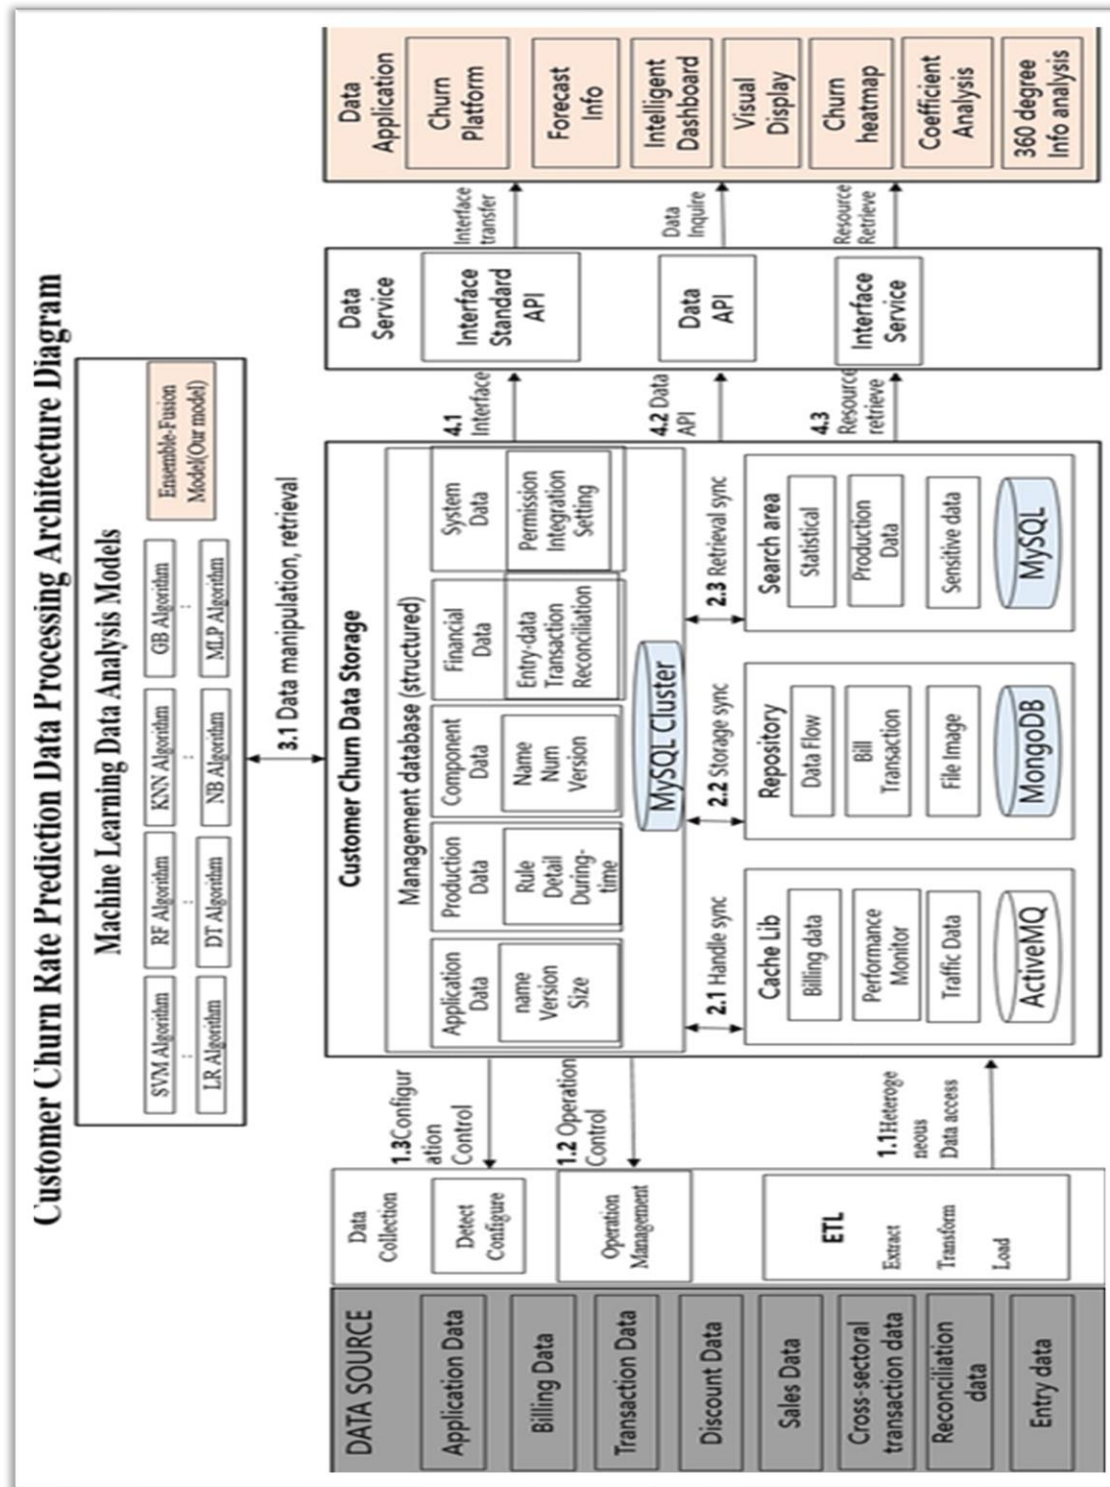 Customer Churn Rate Prediction Data Processing Architecture Diagram
Machine Learning Data Analysis Models
SVM Algorithm
RF Algorithm
KNN Algorithm
GB Algorithm
Ensemble-Fusion
Model(Our model)
LR Algorithm
DT Algorithm
NB Algorithm
MLP Algorithm
3.1 Data manipulation, retrieval
DATA SOURCE
Application Data
Billing Data
Transaction Data
Discount Data
Sales Data
Cross-sectoral
transaction data
Reconciliation
data
Entry data
Data
Collection
Detect
Configure
Operation
Management
ETL
Extract
Transform
Load
1.3Configur
ation
Control
1.2 Operation
Control
1.1Heteroge
neous
Data access
Customer Churn Data Storage
Management database (structured)
Application
Data
name
Version
Size
Production
Data
Rule
Detail
During-
time
Component
Data
Name
Num
Version
Financial
Data
Entry-data
Transaction
Reconciliation
System
Data
Permission
Integration
Setting
MySQL Cluster
2.1 Handle sync
2.2 Storage sync
2.3 Retrieval sync
Cache Lib
Billing data
Performance
Monitor
Traffic Data
ActiveMQ
Repository
Data Flow
Bill
Transaction
File Image
MongoDB
Search area
Statistical
Production
Data
Sensitive data
MySQL
4.1
Interface
4.2 Data
API
4.3
Resource
retrieve
Data
Service
Interface
Standard
API
Data
API
Interface
Service
Interface
transfer
Data
Inquire
Resource
Retrieve
Data
Application
Churn
Platform
Forecast
Info
Intelligent
Dashboard
Visual
Display
Churn
heatmap
Coefficient
Analysis
360 degree
Info analysis